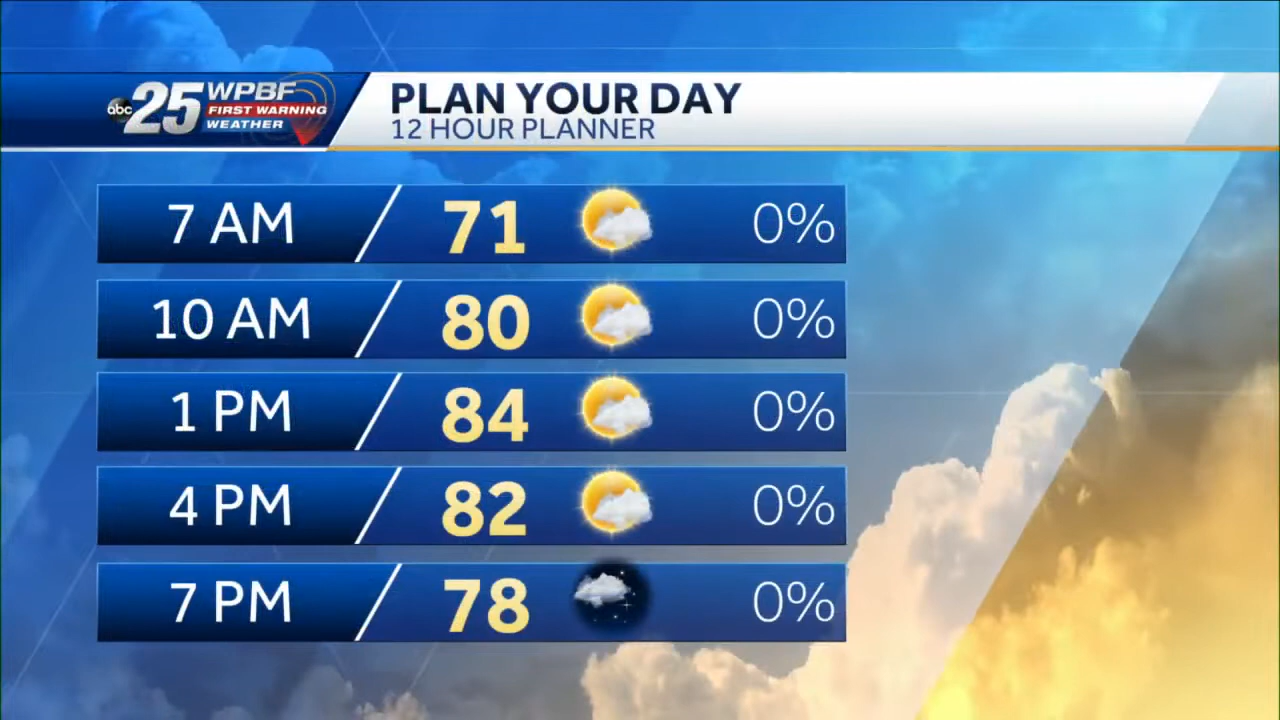 abc 25 WPBF
FIRST WARNING
WEATHER
PLAN YOUR DAY
12 HOUR PLANNER
7 AM 71 0%
10 AM 80 0%
1 PM 84 0%
4 PM 82 0%
7 PM 78 0%